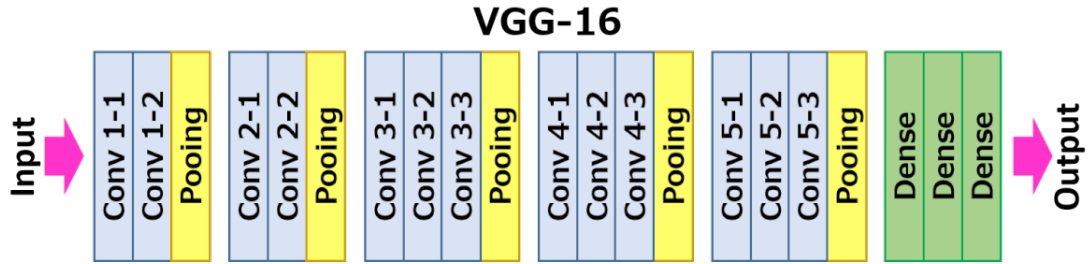 VGG-16
Input
Conv 1-1
Conv 1-2
Pooing
Conv 2-1
Conv 2-2
Pooing
Conv 3-1
Conv 3-2
Conv 3-3
Pooing
Conv 4-1
Conv 4-2
Conv 4-3
Pooing
Conv 5-1
Conv 5-2
Conv 5-3
Pooing
Dense
Dense
Dense
Output